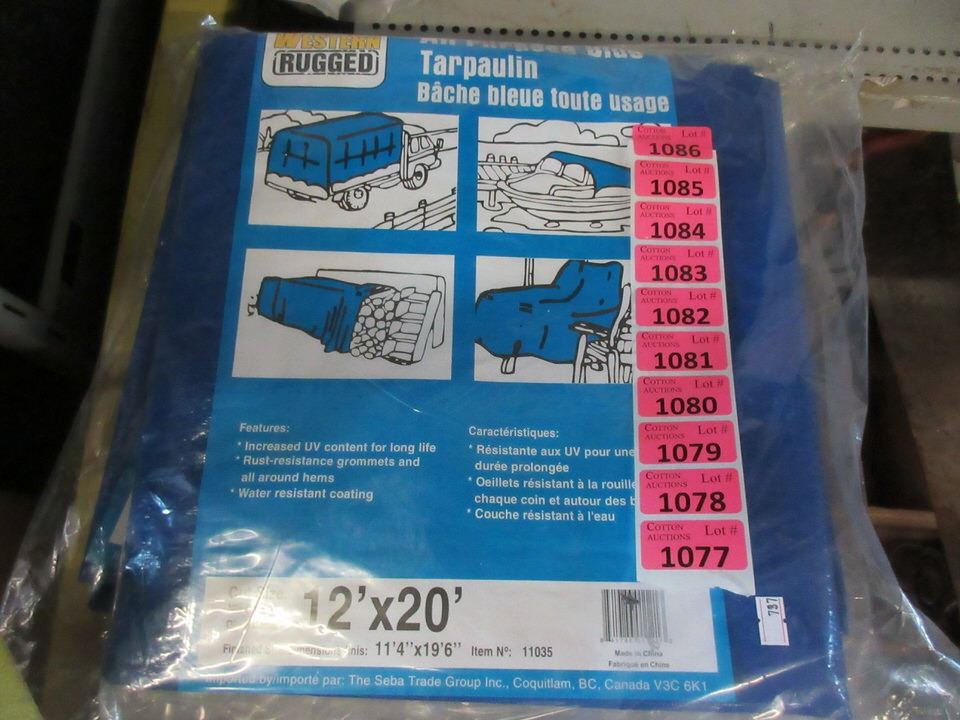 WESTERN
RUGGED
All Purpose Blue
Tarpaulin
Bâche bleue toute usage
COTTON AUCTIONS Lot #
1086
COTTON AUCTIONS Lot #
1085
COTTON AUCTIONS Lot #
1084
COTTON AUCTIONS Lot #
1083
COTTON AUCTIONS Lot #
1082
COTTON AUCTIONS Lot #
1081
COTTON AUCTIONS Lot #
1080
COTTON AUCTIONS Lot #
1079
COTTON AUCTIONS Lot #
1078
COTTON AUCTIONS Lot #
1077
Features:
* Increased UV content for long life
* Rust-resistance grommets and
all around hems
* Water resistant coating
Caractéristiques:
* Résistante aux UV pour une
durée prolongée
* Oeillets résistant à la rouille
chaque coin et autour des b
* Couche résistant à l'eau
12'x20'
Finished 11'4"x19'6" Item Nº: 11035
Made in China
Fabriqué en Chine
787
Imported by/importé par: The Seba Trade Group Inc., Coquitlam, BC, Canada V3C 6K1